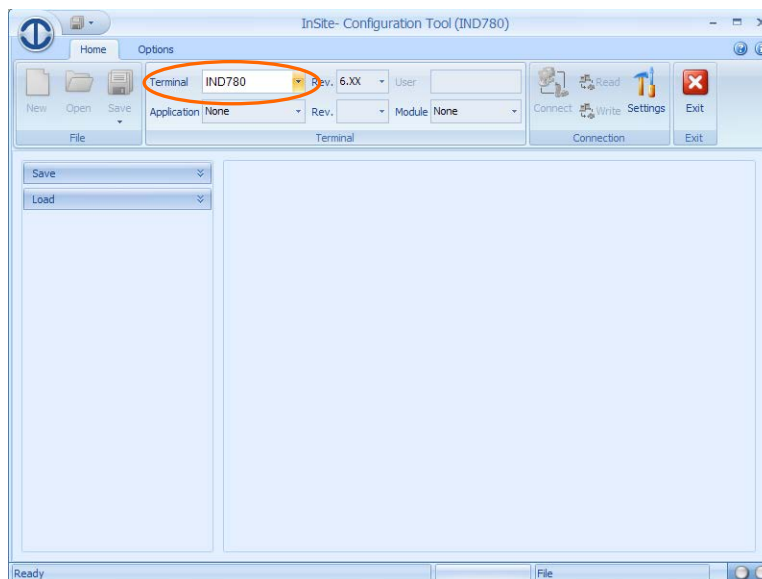 InSite- Configuration Tool (IND780)
Home Options
Terminal IND780 Rev. 6.XX User
New Open Save Application None Rev. Module None Connect Read Write Settings Exit
File Terminal Connection Exit
Save
Load
Ready File